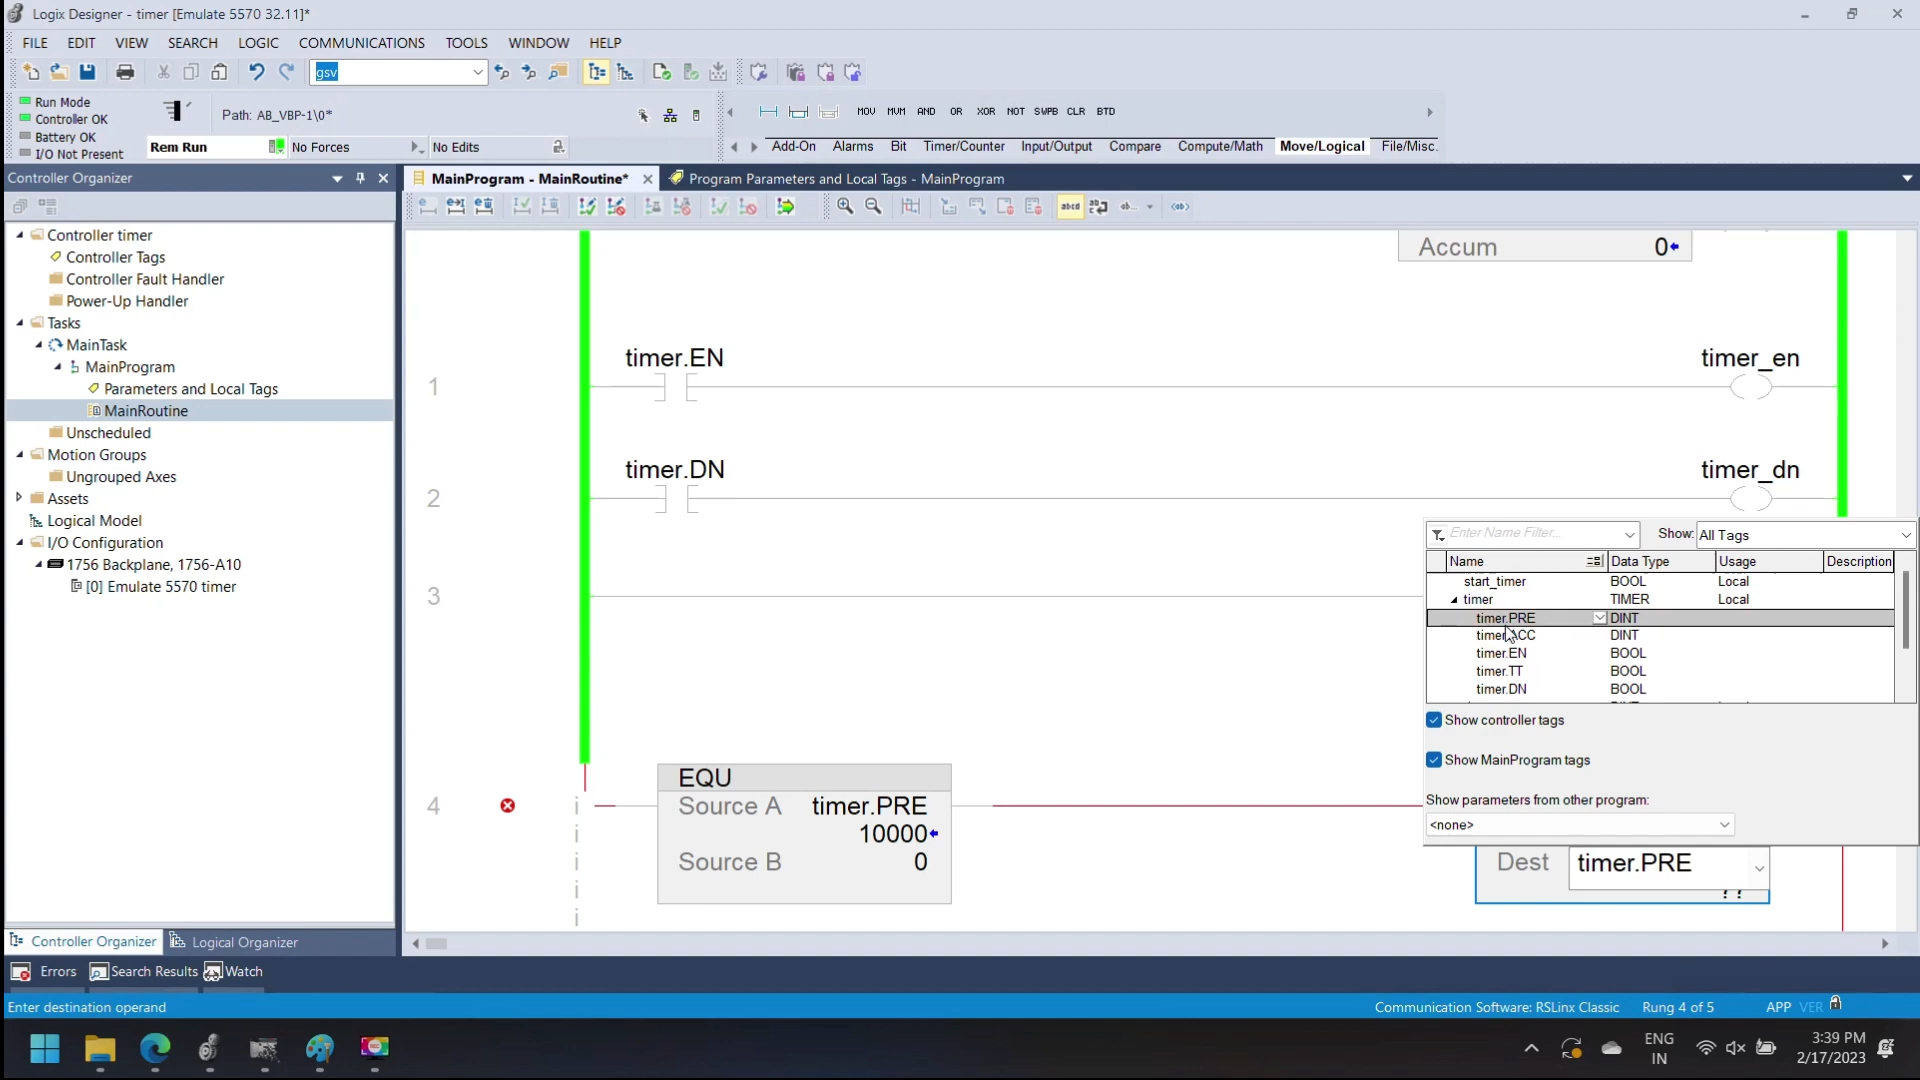 Logix Designer - timer [Emulate 5570 32.11]*
FILE EDIT VIEW SEARCH LOGIC COMMUNICATIONS TOOLS WINDOW HELP
gsv
Run Mode
Controller OK
Battery OK
I/O Not Present
Path: AB_VBP-1\0*
Rem Run
No Forces
No Edits
MOV MVM AND OR XOR NOT SWPB CLR BTD
Add-On Alarms Bit Timer/Counter Input/Output Compare Compute/Math Move/Logical File/Misc.
Controller Organizer
MainProgram - MainRoutine*
Program Parameters and Local Tags - MainProgram
Controller timer
Controller Tags
Controller Fault Handler
Power-Up Handler
Tasks
MainTask
MainProgram
Parameters and Local Tags
MainRoutine
Unscheduled
Motion Groups
Ungrouped Axes
Assets
Logical Model
I/O Configuration
1756 Backplane, 1756-A10
[0] Emulate 5570 timer
Accum 0
timer.EN timer_en
1
timer.DN timer_dn
2
3
Enter Name Filter... Show: All Tags
Name Data Type Usage Description
start_timer BOOL Local
timer TIMER Local
timer.PRE DINT
timer.ACC DINT
timer.EN BOOL
timer.TT BOOL
timer.DN BOOL
Show controller tags
Show MainProgram tags
Show parameters from other program:
<none>
EQU
4
Source A timer.PRE
10000
Source B 0
Dest timer.PRE
??
Controller Organizer Logical Organizer
Errors Search Results Watch
Enter destination operand
Communication Software: RSLinx Classic Rung 4 of 5 APP VER
ENG
IN
3:39 PM
2/17/2023